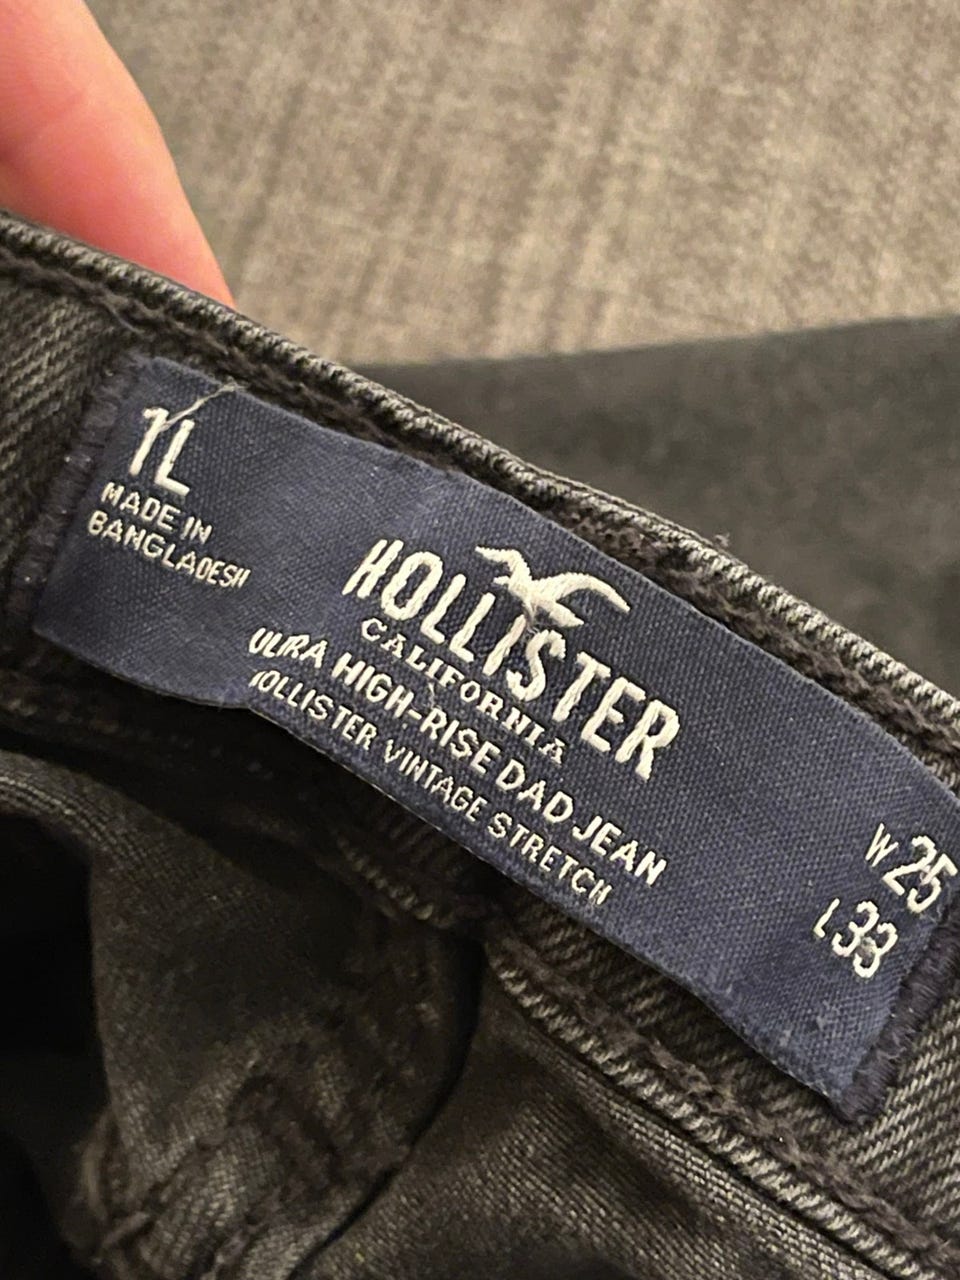 1L
MADE IN
BANGLADESH
HOLLISTER
CALIFORNIA
ULTRA HIGH-RISE DAD JEAN
HOLLISTER VINTAGE STRETCH
W 25
L 33